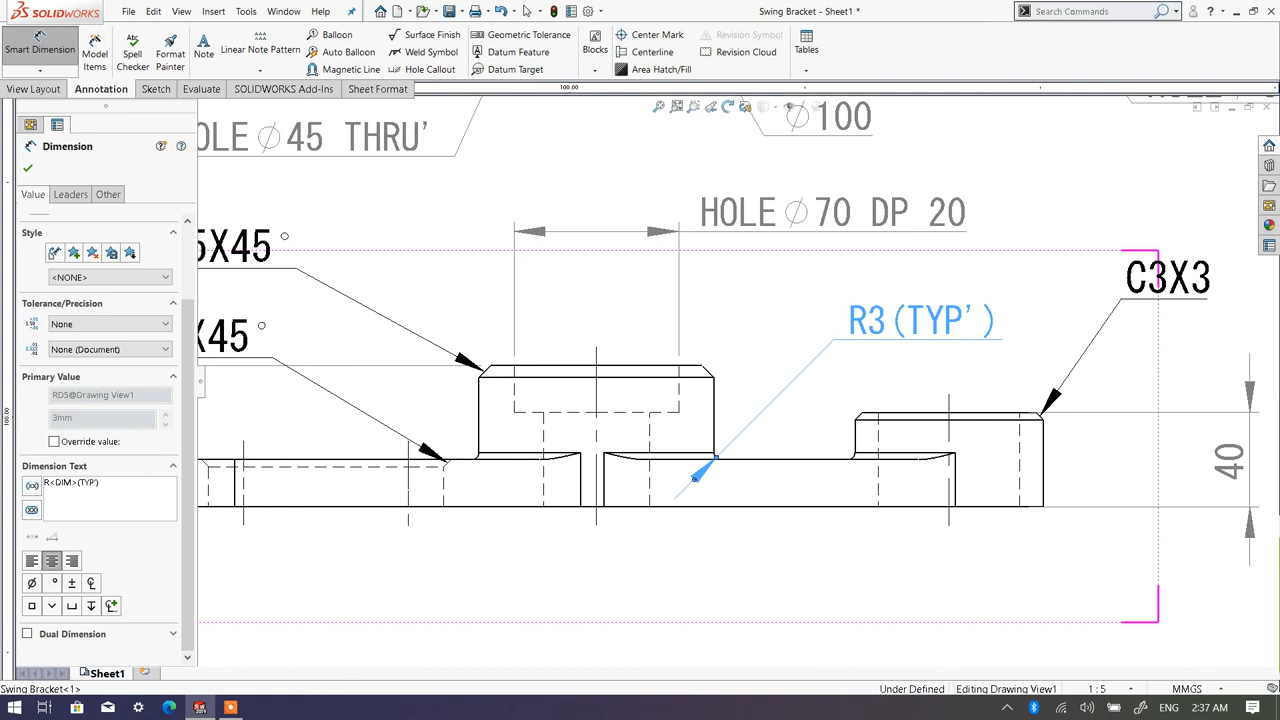 SOLIDWORKS
File Edit View Insert Tools Window Help
Swing Bracket - Sheet1 *
Search Commands
Smart Dimension
Model Items
Spell Checker
Format Painter
Note
Linear Note Pattern
Balloon
Auto Balloon
Magnetic Line
Surface Finish
Weld Symbol
Hole Callout
Geometric Tolerance
Datum Feature
Datum Target
Blocks
Center Mark
Centerline
Area Hatch/Fill
Revision Symbol
Revision Cloud
Tables
View Layout Annotation Sketch Evaluate SOLIDWORKS Add-Ins Sheet Format
100.00
Dimension
Value Leaders Other
Style
<NONE>
Tolerance/Precision
None
None (Document)
Primary Value
RD5@Drawing View1
3mm
Override value:
Dimension Text
R<DIM>(TYP')
Dual Dimension
100.00
OLE ⌀ 45 THRU'
⌀100
HOLE ⌀ 70 DP 20
5X45°
X45°
R3(TYP')
C3X3
40
Sheet1
Swing Bracket<1>
Under Defined Editing Drawing View1 1 : 5 MMGS
ENG 2:37 AM